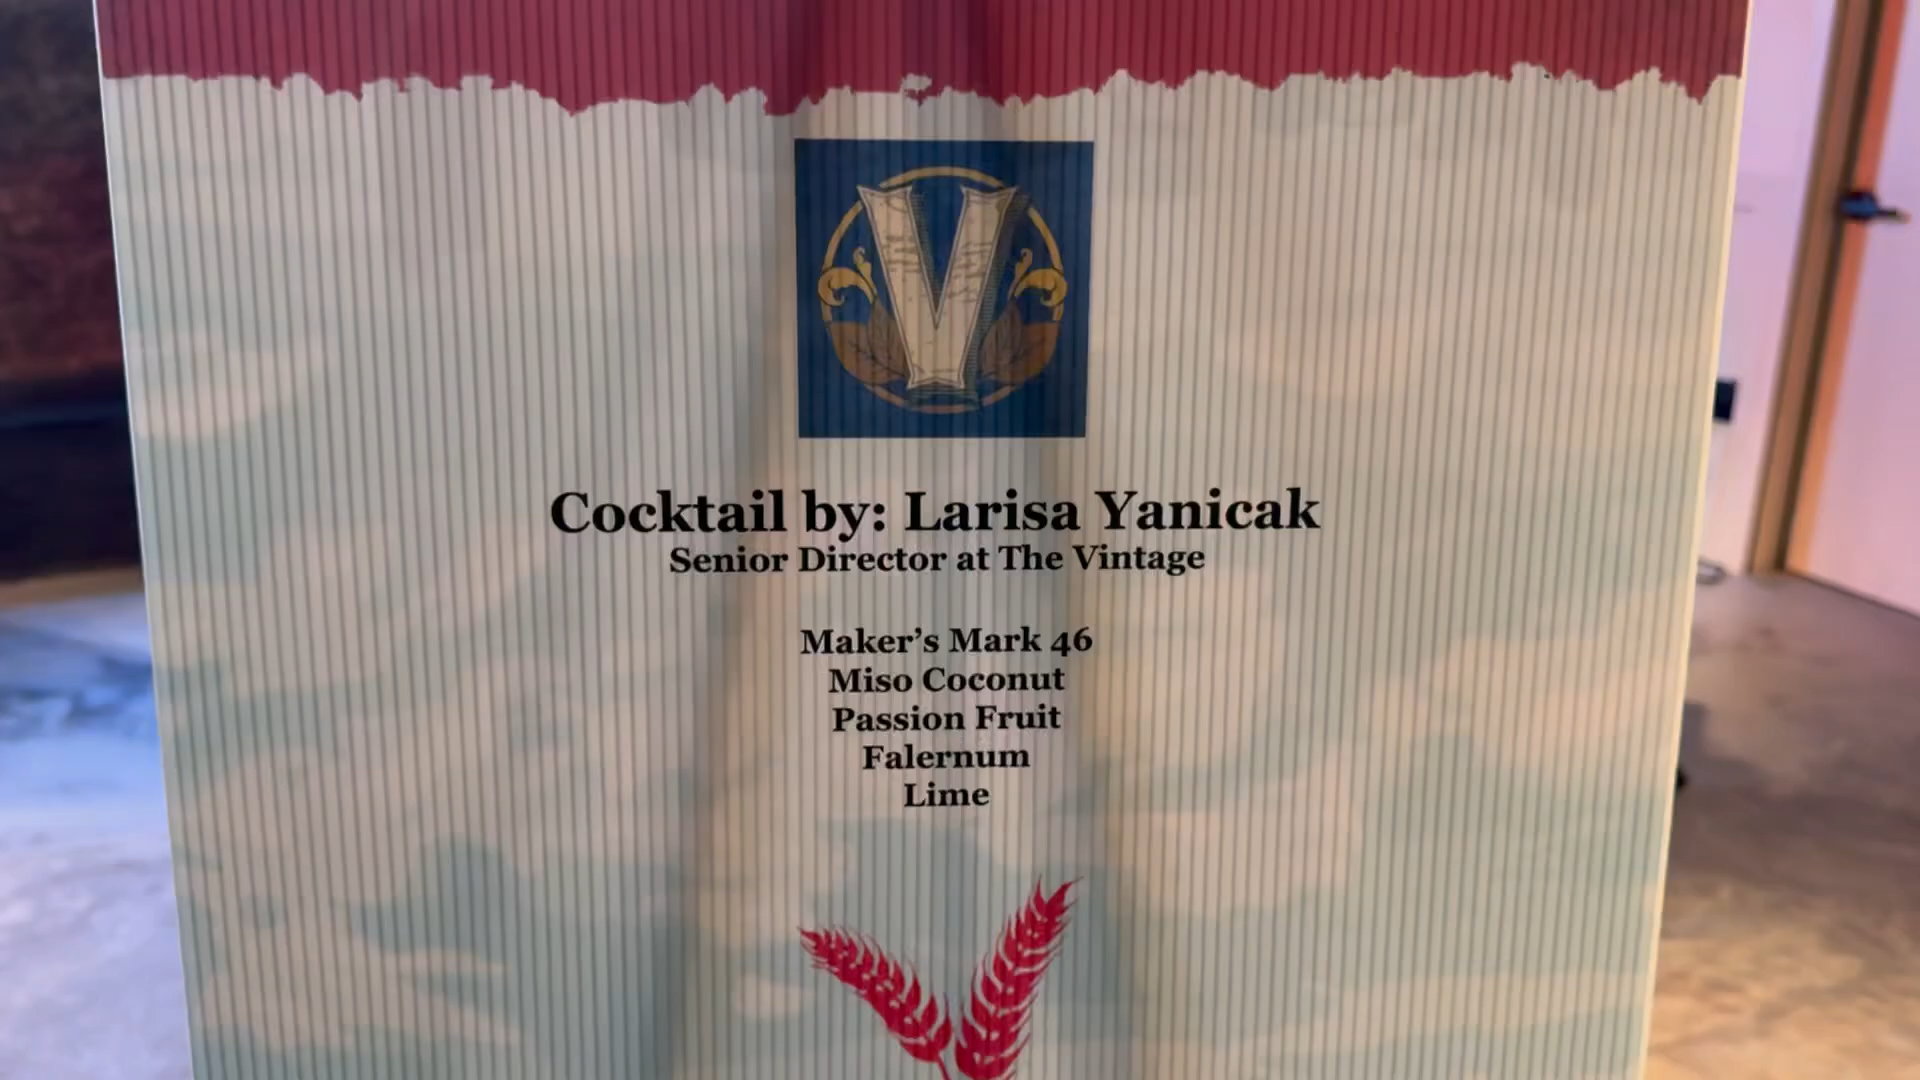 V
Cocktail by: Larisa Yanicak
Senior Director at The Vintage
Maker's Mark 46
Miso Coconut
Passion Fruit
Falernum
Lime